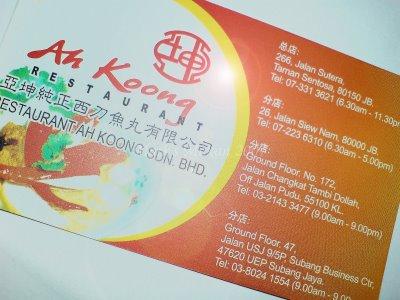 坤
Ah Koong
RESTAURANT
亞坤純正西刀魚丸有限公司
RESTAURANT AH KOONG SDN. BHD.
总店:
266, Jalan Sutera,
Taman Sentosa, 80150 JB.
Tel: 07-331 3621 (6.30am - 11.30pm)
分店:
26, Jalan Siew Nam, 80000 JB.
Tel: 07-223 6310 (6.30am - 5.00pm)
分店:
Ground Floor. No. 172,
Jalan Changkat Tambi Dollah,
Off Jalan Pudu, 55100 KL.
Tel: 03-2143 3477 (9.00am - 9.00pm)
分店:
Ground Floor. 47,
Jalan USJ 9/5P, Subang Business Ctr,
47620 UEP Subang Jaya.
Tel: 03-8024 1554 (9.00am - 9.0